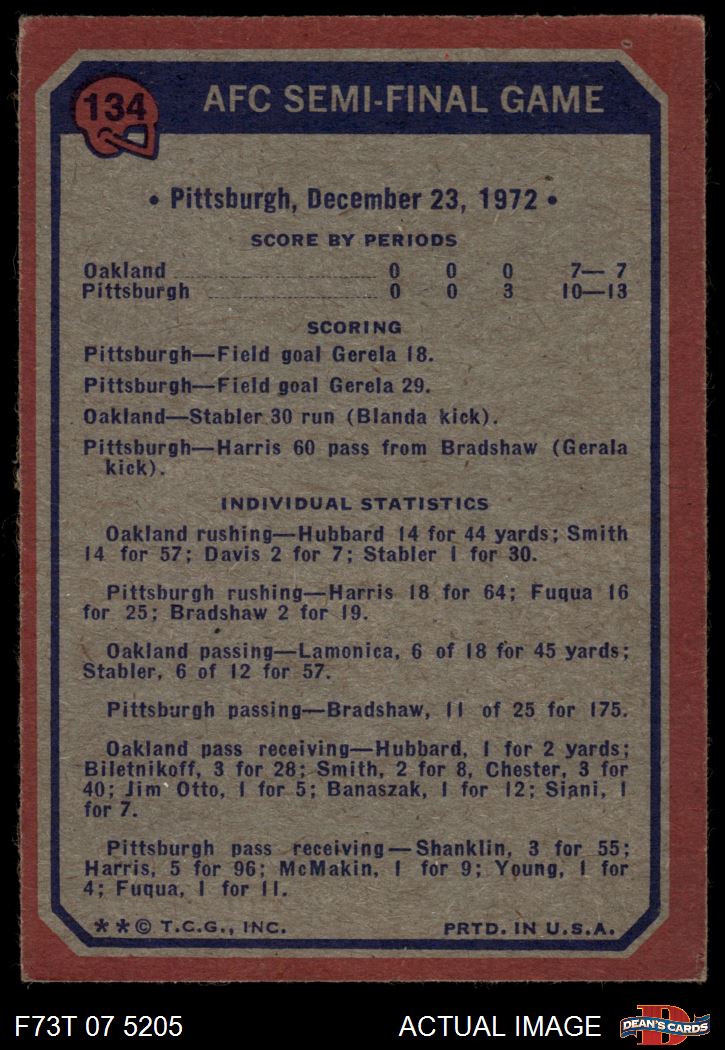 134
AFC SEMI-FINAL GAME
• Pittsburgh, December 23, 1972 •
SCORE BY PERIODS
Oakland 0 0 0 7— 7
Pittsburgh 0 0 3 10—13
SCORING
Pittsburgh—Field goal Gerela 18.
Pittsburgh—Field goal Gerela 29.
Oakland—Stabler 30 run (Blanda kick).
Pittsburgh—Harris 60 pass from Bradshaw (Gerala
kick).
INDIVIDUAL STATISTICS
Oakland rushing—Hubbard 14 for 44 yards; Smith
14 for 57; Davis 2 for 7; Stabler 1 for 30.
Pittsburgh rushing—Harris 18 for 64; Fuqua 16
for 25; Bradshaw 2 for 19.
Oakland passing—Lamonica, 6 of 18 for 45 yards;
Stabler, 6 of 12 for 57.
Pittsburgh passing—Bradshaw, 11 of 25 for 175.
Oakland pass receiving—Hubbard, 1 for 2 yards;
Biletnikoff, 3 for 28; Smith, 2 for 8, Chester, 3 for
40; Jim Otto, 1 for 5; Banaszak, 1 for 12; Siani, 1
for 7.
Pittsburgh pass receiving—Shanklin, 3 for 55;
Harris, 5 for 96; McMakin, 1 for 9; Young, 1 for
4; Fuqua, 1 for 11.
**© T.C.G., INC. PRTD. IN U.S.A.
F73T 07 5205 ACTUAL IMAGE D DEAN'S CARDS